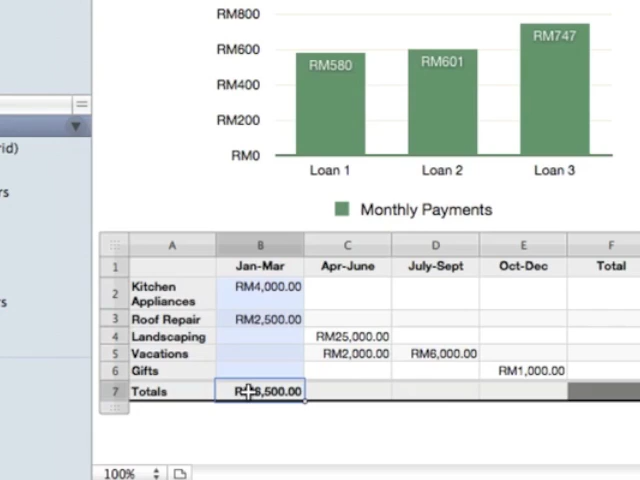 RM800
RM600
RM400
RM200
RM0
RM580
RM601
RM747
Loan 1
Loan 2
Loan 3
Monthly Payments
A B C D E F
1 Jan-Mar Apr-June July-Sept Oct-Dec Total
2 Kitchen Appliances RM4,000.00
3 Roof Repair RM2,500.00
4 Landscaping RM25,000.00
5 Vacations RM2,000.00 RM6,000.00
6 Gifts RM1,000.00
7 Totals RM6,500.00
100%